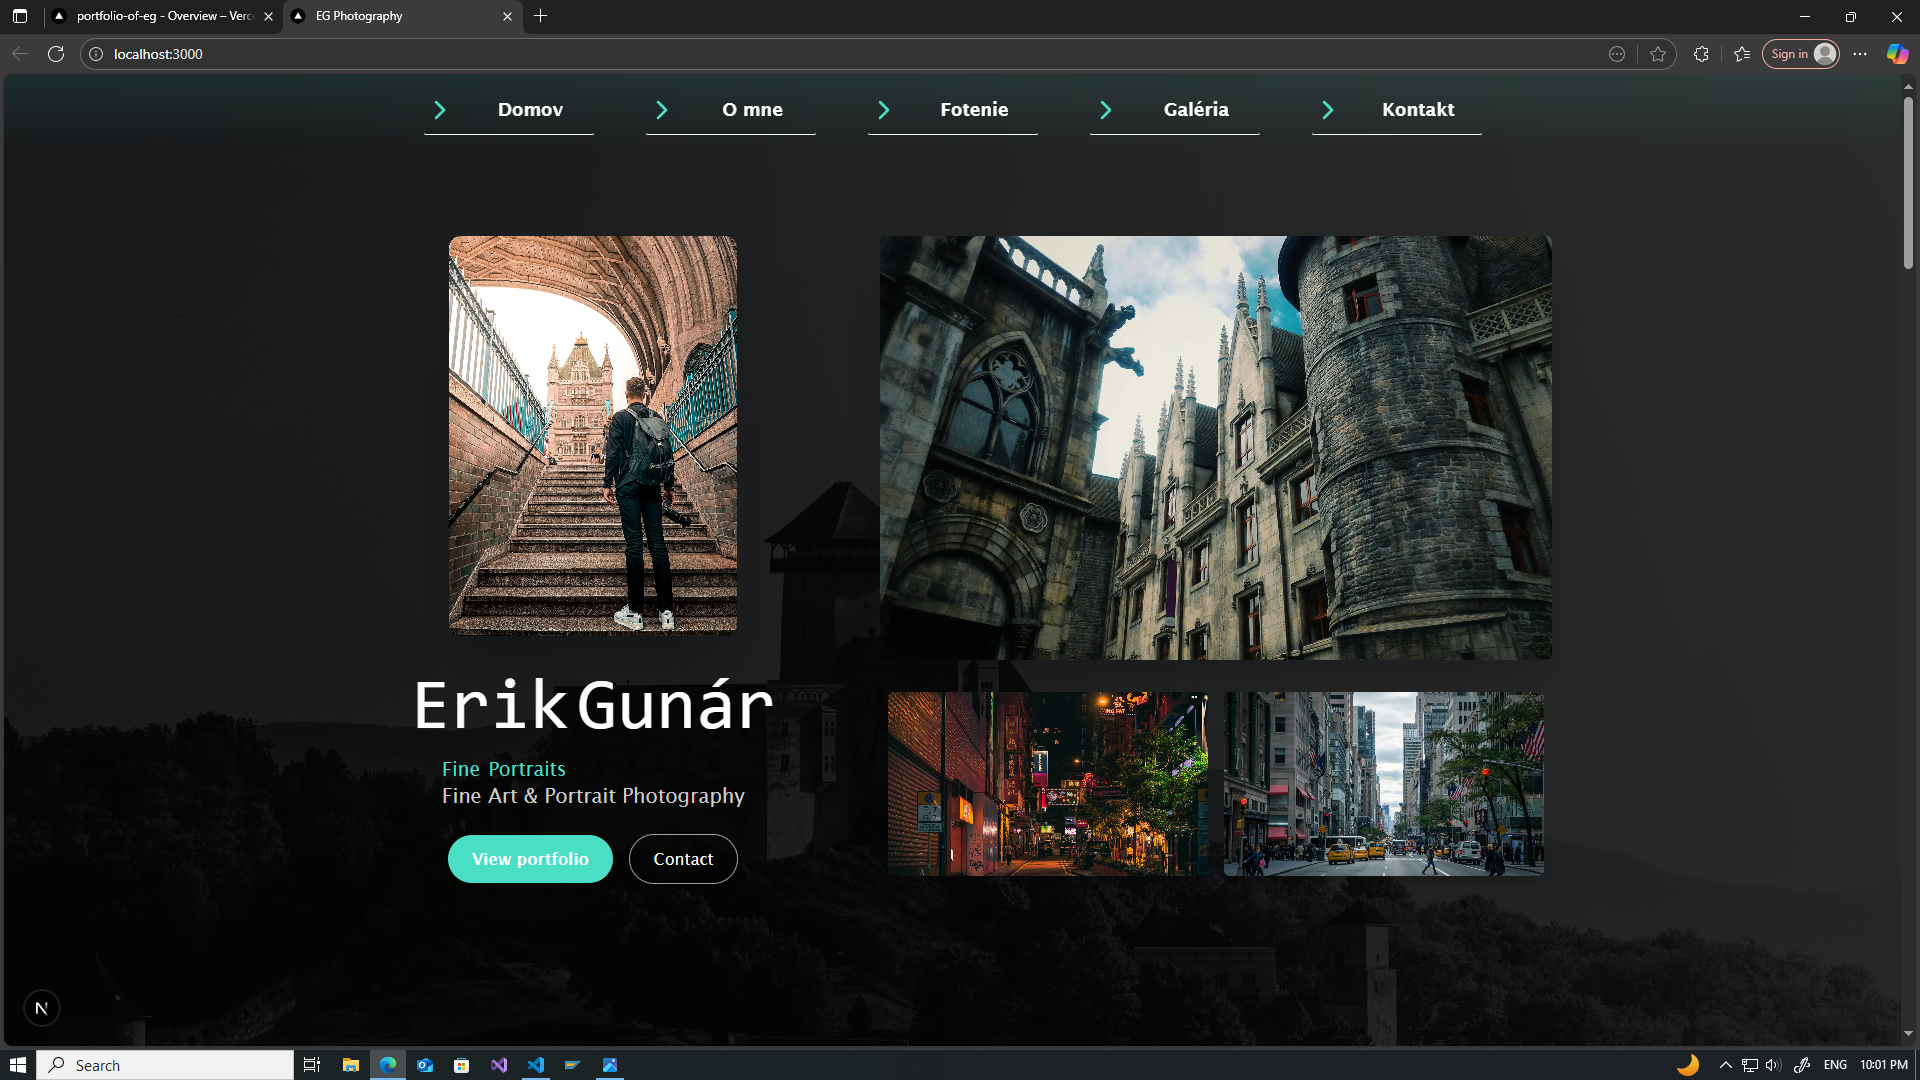 portfolio-of-eg - Overview – Verc
EG Photography
localhost:3000
Sign in
Domov
O mne
Fotenie
Galéria
Kontakt
Erik Gunár
Fine Portraits
Fine Art & Portrait Photography
View portfolio
Contact
N
Search
ENG
10:01 PM